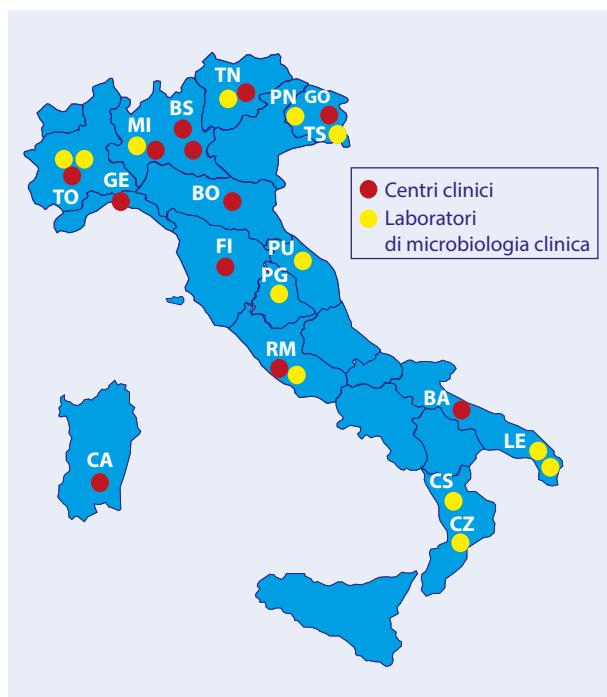 TN
BS
PN
GO
MI
TS
TO
GE
BO
Centri clinici
Laboratori
di microbiologia clinica
FI
PU
PG
RM
BA
LE
CA
CS
CZ